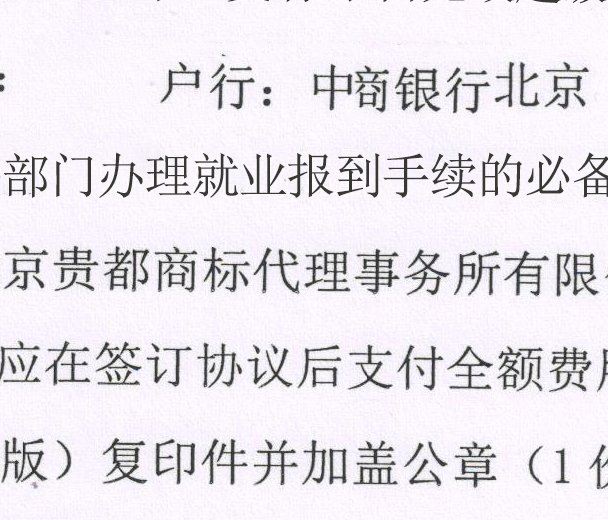 : 户行：中商银行北京
部门办理就业报到手续的必备
京贵都商标代理事务所有限
应在签订协议后支付全额费
版）复印件并加盖公章（1